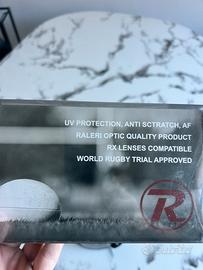 UV PROTECTION, ANTI SCTRATCH, AF
RALERI OPTIC QUALITY PRODUCT
RX LENSES COMPATIBLE
WORLD RUGBY TRIAL APPROVED
R